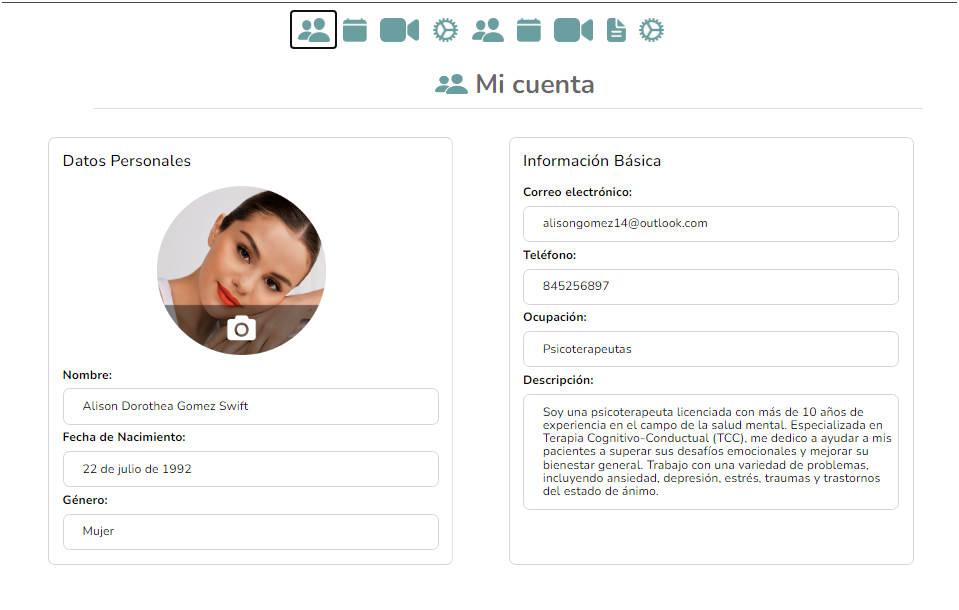 Mi cuenta
Datos Personales
Nombre:
Alison Dorothea Gomez Swift
Fecha de Nacimiento:
22 de julio de 1992
Género:
Mujer
Información Básica
Correo electrónico:
alisongomez14@outlook.com
Teléfono:
845256897
Ocupación:
Psicoterapeutas
Descripción:
Soy una psicoterapeuta licenciada con más de 10 años de
experiencia en el campo de la salud mental. Especializada en
Terapia Cognitivo-Conductual (TCC), me dedico a ayudar a mis
pacientes a superar sus desafíos emocionales y mejorar su
bienestar general. Trabajo con una variedad de problemas,
incluyendo ansiedad, depresión, estrés, traumas y trastornos
del estado de ánimo.